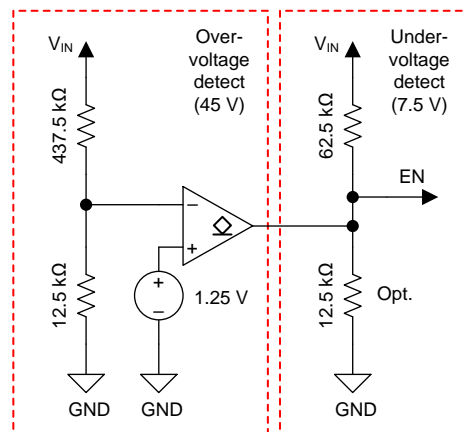 V_IN
Over-
voltage
detect
(45 V)
437.5 kΩ
12.5 kΩ
−
+
+
−
1.25 V
GND
GND
V_IN
Under-
voltage
detect
(7.5 V)
62.5 kΩ
EN
12.5 kΩ
Opt.
GND